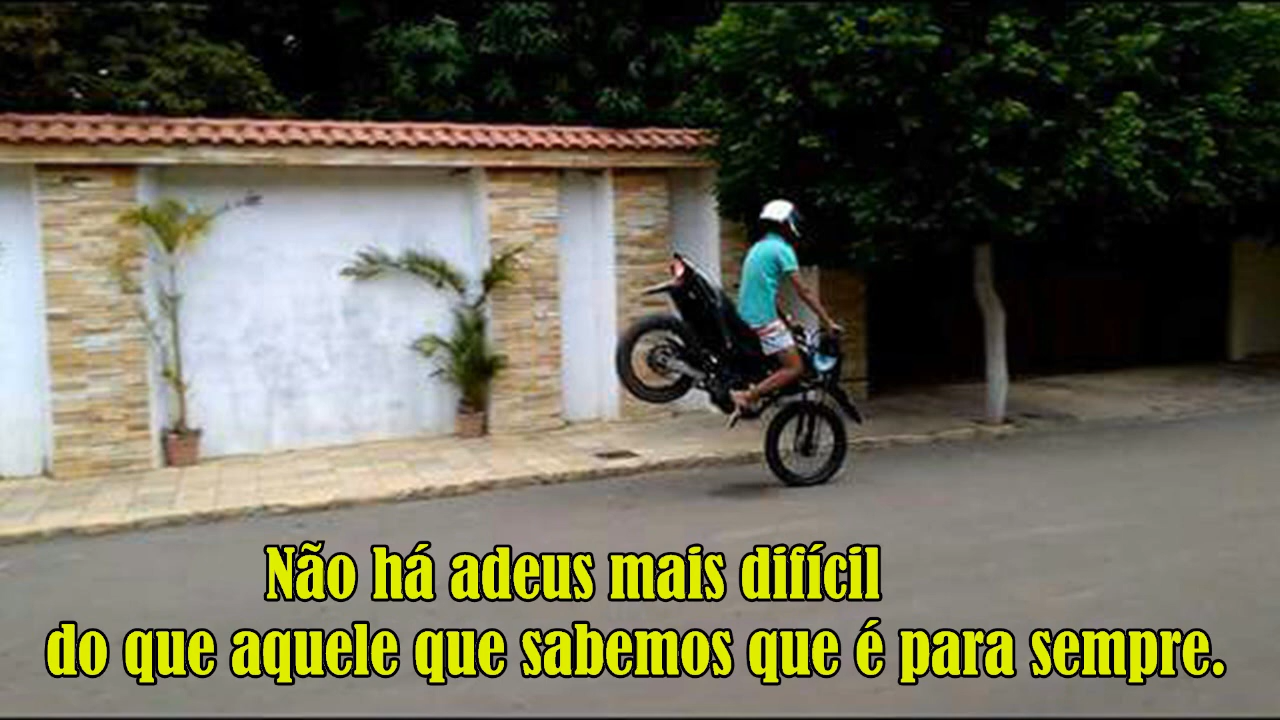 Não há adeus mais difícil
do que aquele que sabemos que é para sempre.